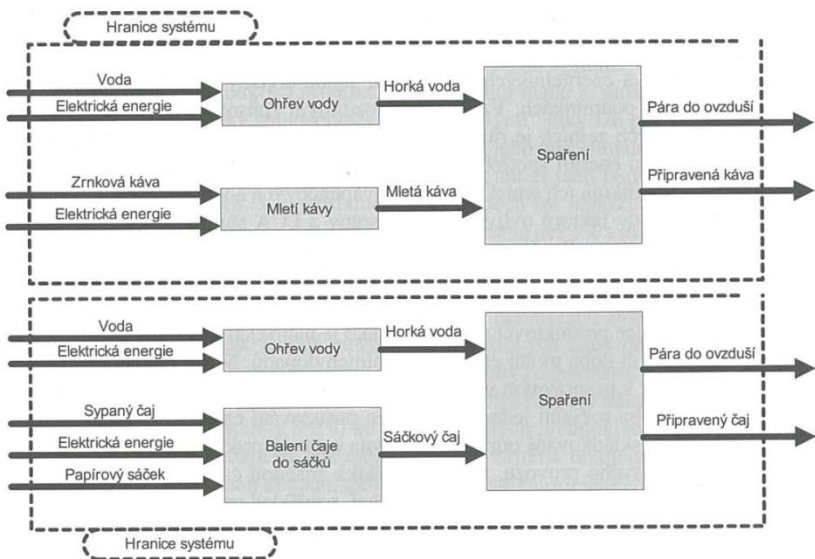 Hranice systému
Voda
Elektrická energie
Ohřev vody
Horká voda
Zrnková káva
Elektrická energie
Mletí kávy
Mletá káva
Spaření
Pára do ovzduší
Připravená káva
Voda
Elektrická energie
Ohřev vody
Horká voda
Sypaný čaj
Elektrická energie
Papírový sáček
Balení čaje
do sáčků
Sáčkový čaj
Spaření
Pára do ovzduší
Připravený čaj
Hranice systému